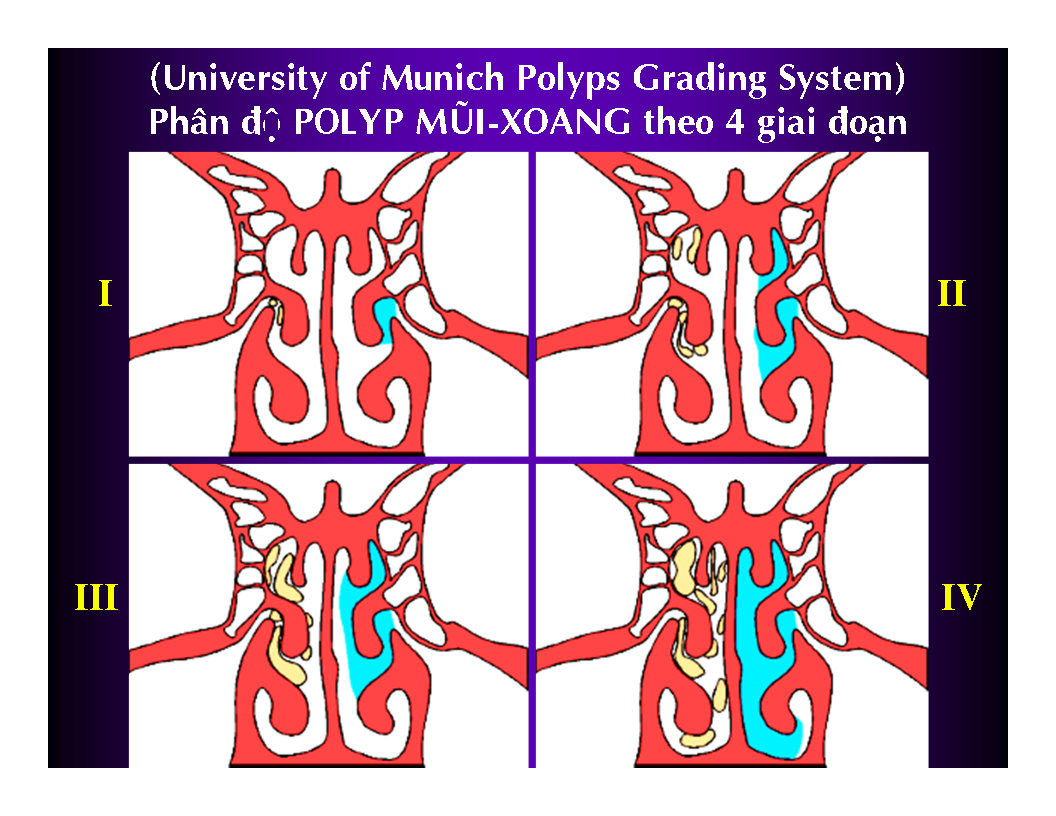 (University of Munich Polyps Grading System)
Phân độ POLYP MŨI-XOANG theo 4 giai đoạn
I
II
III
IV